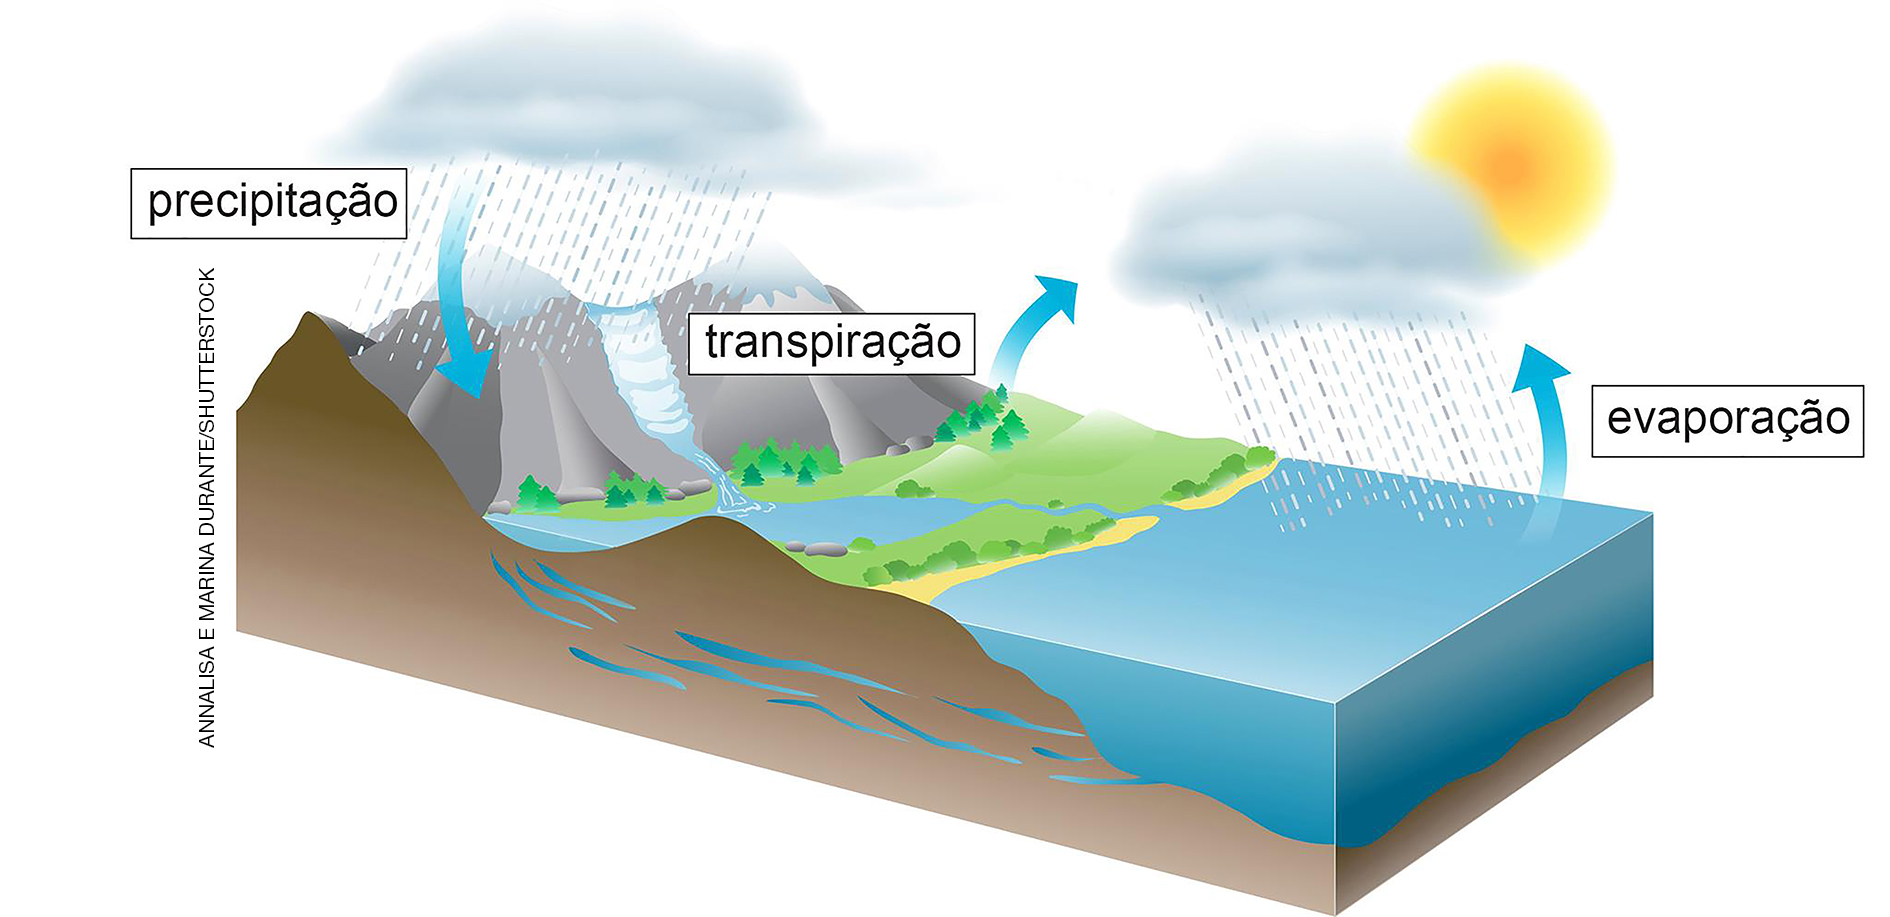 precipitação
transpiração
evaporação
ANNALISA E MARINA DURANTE/SHUTTERSTOCK